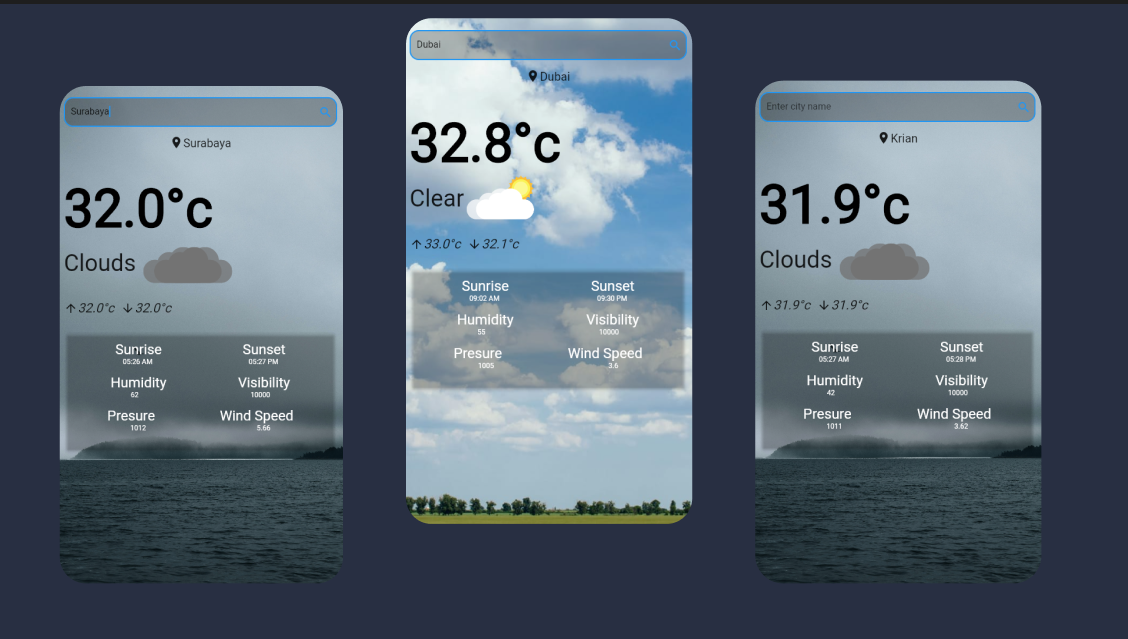 Surabaya
Surabaya
32.0°c
Clouds
↑ 32.0°c ↓ 32.0°c
Sunrise Sunset
05:26 AM 05:27 PM
Humidity Visibility
62 10000
Presure Wind Speed
1012 5.66
Dubai
Dubai
32.8°c
Clear
↑ 33.0°c ↓ 32.1°c
Sunrise Sunset
09:02 AM 09:30 PM
Humidity Visibility
55 10000
Presure Wind Speed
1005 3.6
Enter city name
Krian
31.9°c
Clouds
↑ 31.9°c ↓ 31.9°c
Sunrise Sunset
05:27 AM 05:28 PM
Humidity Visibility
42 10000
Presure Wind Speed
1011 3.62